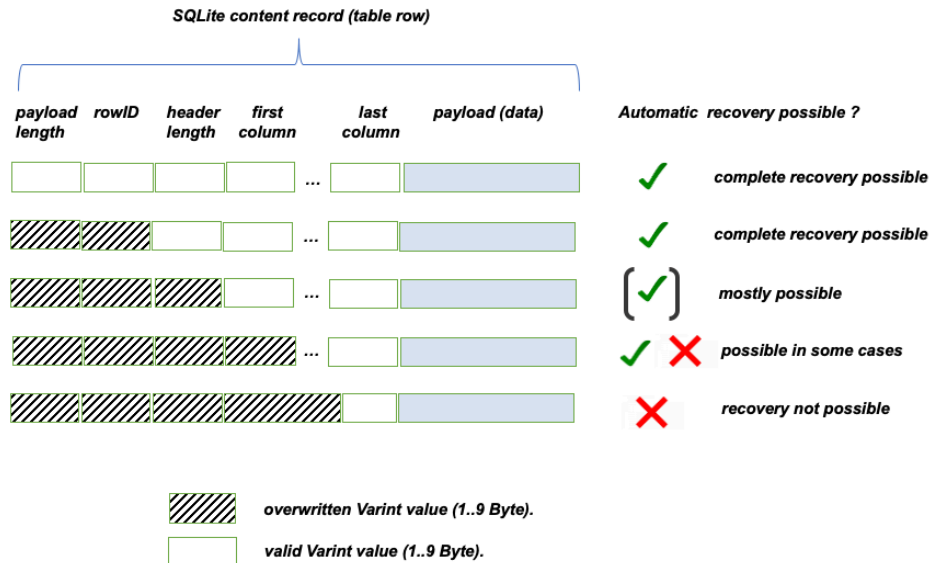 SQLite content record (table row)
payload length
rowID
header length
first column
last column
payload (data)
Automatic recovery possible ?
...
complete recovery possible
...
complete recovery possible
...
mostly possible
...
possible in some cases
recovery not possible
overwritten Varint value (1..9 Byte).
valid Varint value (1..9 Byte).